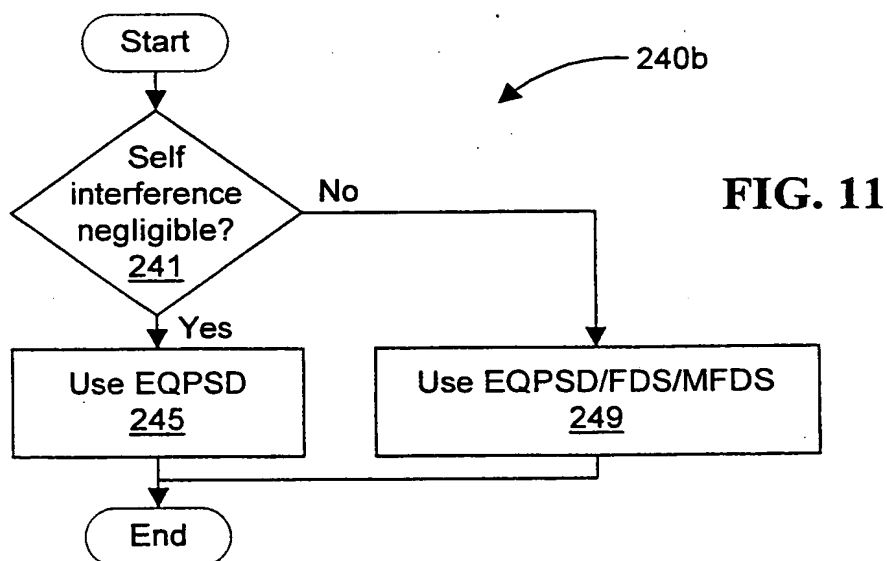 Start
240b
Self
interference
negligible?
241
No
FIG. 11
Yes
Use EQPSD
245
Use EQPSD/FDS/MFDS
249
End